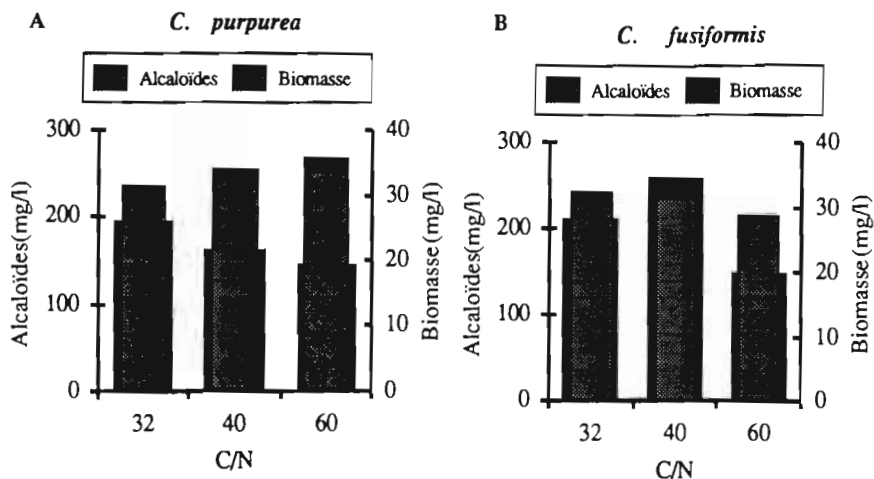 A
C. purpurea
Alcaloïdes Biomasse
300
200
100
0
Alcaloïdes(mg/l)
40
30
20
10
0
Biomasse (mg/l)
32 40 60
C/N
B
C. fusiformis
Alcaloïdes Biomasse
300
200
100
0
Alcaloïdes(mg/l)
40
30
20
10
0
Biomasse (mg/l)
32 40 60
C/N